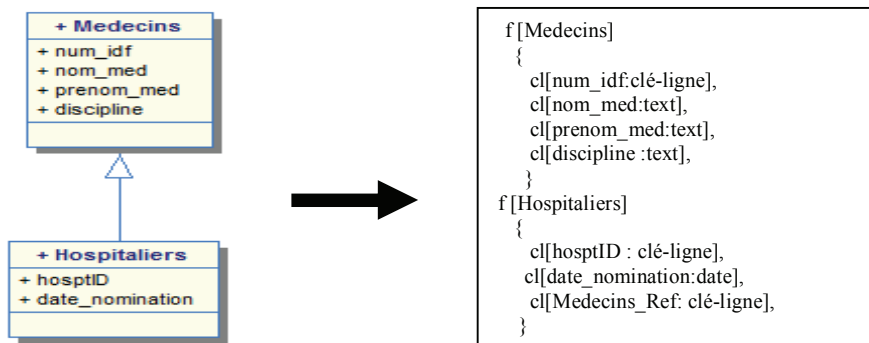 + Medecins
+ num_idf
+ nom_med
+ prenom_med
+ discipline
+ Hospitaliers
+ hosptID
+ date_nomination
f [Medecins]
{
cl[num_idf:clé-ligne],
cl[nom_med:text],
cl[prenom_med:text],
cl[discipline :text],
}
f [Hospitaliers]
{
cl[hosptID : clé-ligne],
cl[date_nomination:date],
cl[Medecins_Ref: clé-ligne],
}